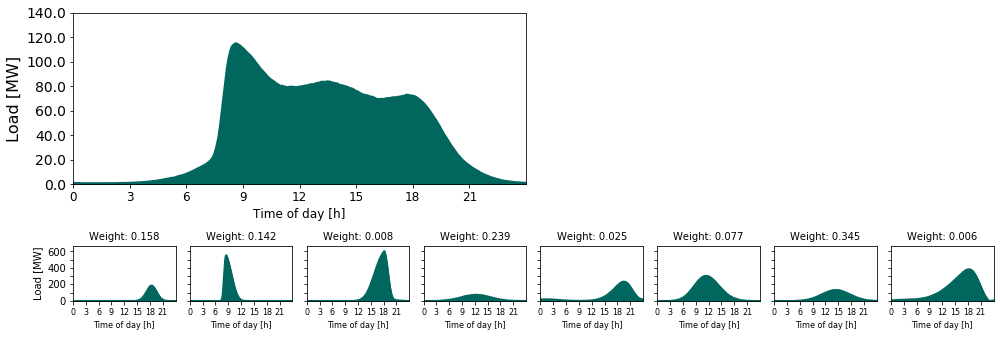 140.0
120.0
100.0
80.0
60.0
40.0
20.0
0.0
Load [MW]
0 3 6 9 12 15 18 21
Time of day [h]
Weight: 0.158 Weight: 0.142 Weight: 0.008 Weight: 0.239 Weight: 0.025 Weight: 0.077 Weight: 0.345 Weight: 0.006
600
400
200
0
Load [MW]
0 3 6 9 12 15 18 21 0 3 6 9 12 15 18 21 0 3 6 9 12 15 18 21 0 3 6 9 12 15 18 21 0 3 6 9 12 15 18 21 0 3 6 9 12 15 18 21 0 3 6 9 12 15 18 21 0 3 6 9 12 15 18 21
Time of day [h] Time of day [h] Time of day [h] Time of day [h] Time of day [h] Time of day [h] Time of day [h] Time of day [h]